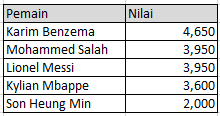 Pemain Nilai
Karim Benzema 4,650
Mohammed Salah 3,950
Lionel Messi 3,950
Kylian Mbappe 3,600
Son Heung Min 2,000